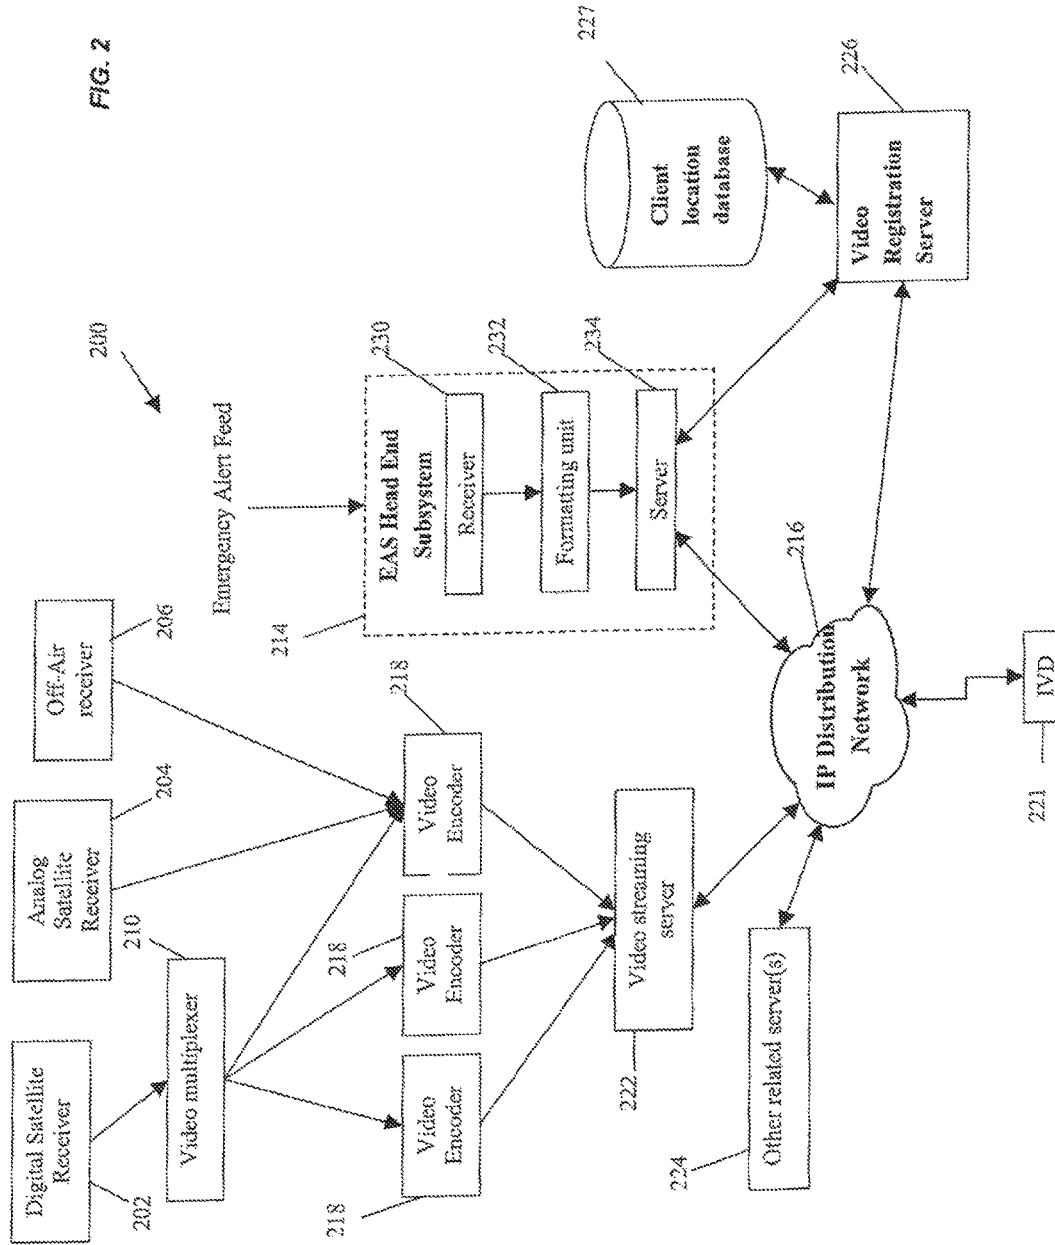 FIG. 2
200
Digital Satellite
Receiver
202
Analog
Satellite
Receiver
204
Off-Air
receiver
206
Emergency Alert Feed
Video multiplexer
210
214
EAS Head End
Subsystem
Receiver
230
Formatting unit
232
Server
234
Video
Encoder
218
Video
Encoder
218
Video
Encoder
218
Client
location
database
227
Video streaming
server
222
Other related server(s)
224
IP Distribution
Network
216
Video
Registration
Server
226
IVD
221